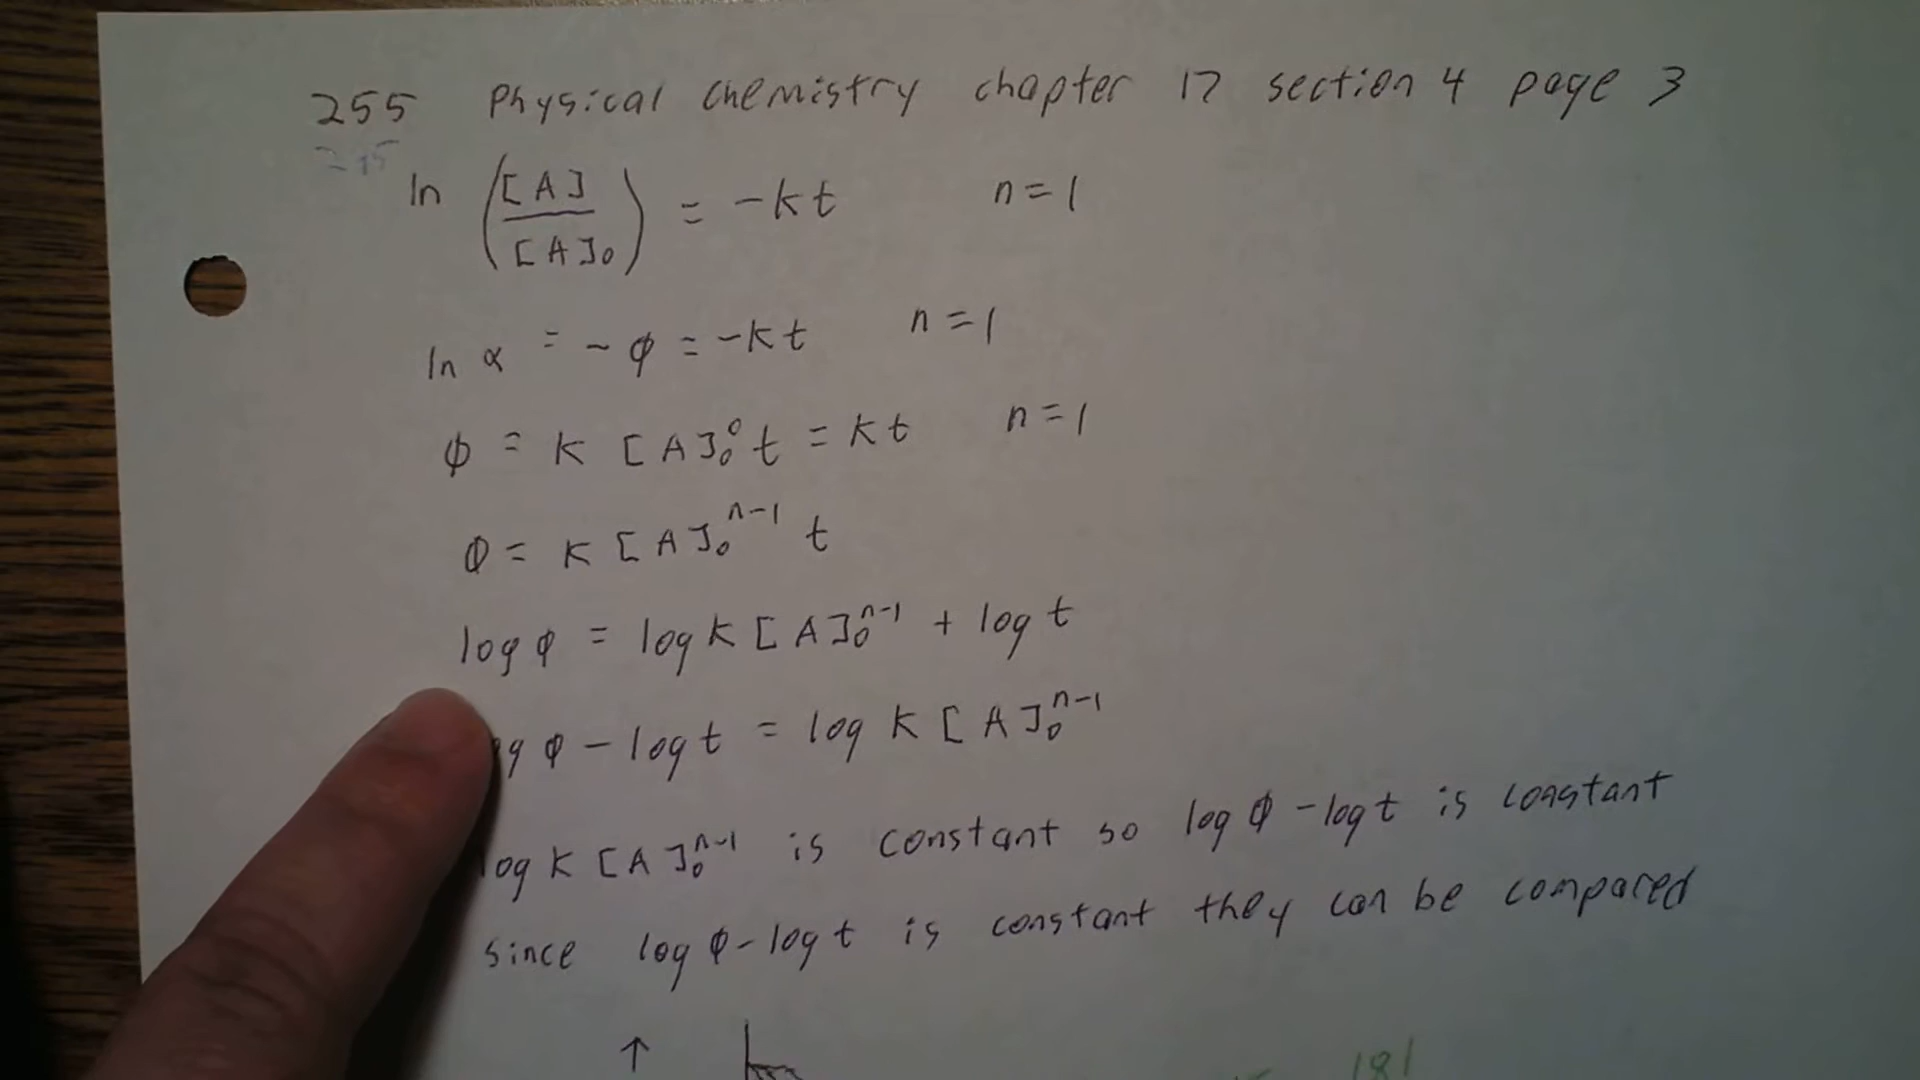 255 Physical Chemistry chapter 17 section 4 page 3
ln ([A]/[A]₀) = -kt n=1
ln α = -φ = -kt n=1
φ = k [A]₀⁰ t = kt n=1
φ = k [A]₀ⁿ⁻¹ t
log φ = log k [A]₀ⁿ⁻¹ + log t
og φ - log t = log k [A]₀ⁿ⁻¹
log k [A]₀ⁿ⁻¹ is constant so log φ - log t is constant
since log φ - log t is constant they can be compared
↑
181